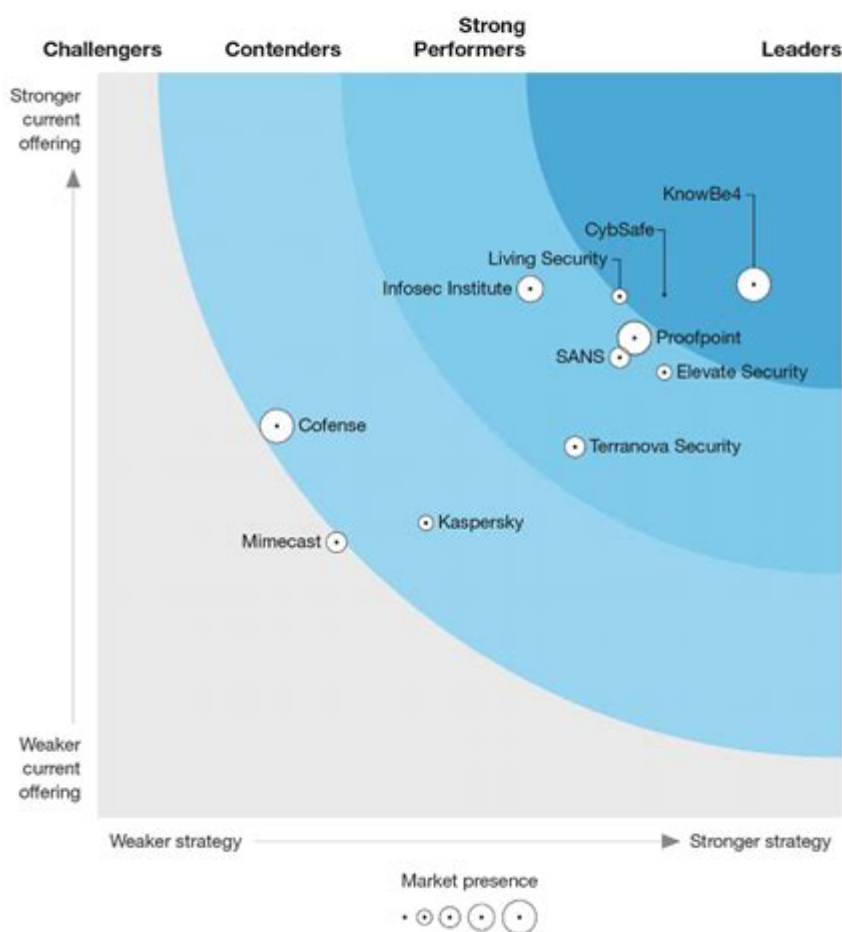 Challengers
Contenders
Strong
Performers
Leaders
Stronger
current
offering
KnowBe4
CybSafe
Living Security
Infosec Institute
Proofpoint
SANS
Elevate Security
Cofense
Terranova Security
Kaspersky
Mimecast
Weaker
current
offering
Weaker strategy
Stronger strategy
Market presence